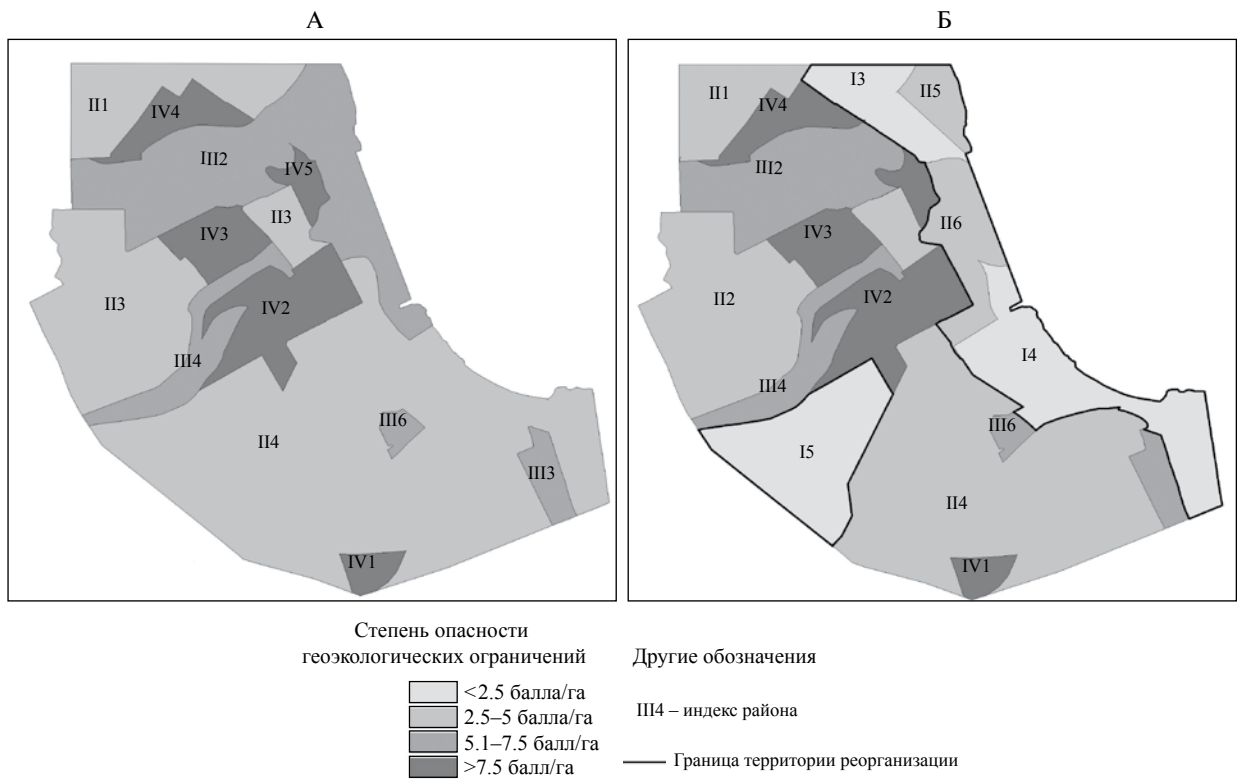 А
Б
II1
IV4
III2
IV5
II3
IV3
II3
IV2
III4
II4
III6
III3
IV1
I3
II5
II1
IV4
III2
II6
IV3
II2
IV2
I4
III4
III6
I5
II4
IV1
Степень опасности
геоэкологических ограничений
<2.5 балла/га
2.5–5 балла/га
5.1–7.5 балл/га
>7.5 балл/га
Другие обозначения
III4 – индекс района
Граница территории реорганизации